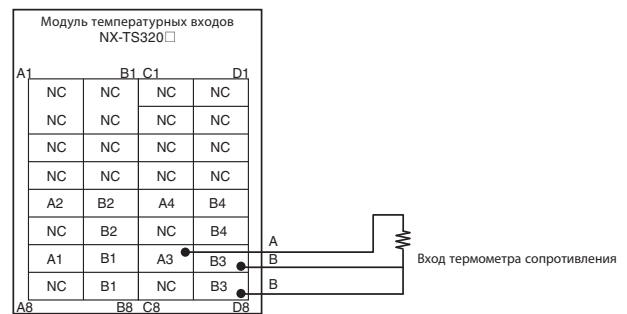 Модуль температурных входов
NX-TS320□
A1 B1 C1 D1
NC NC NC NC
NC NC NC NC
NC NC NC NC
NC NC NC NC
A2 B2 A4 B4
NC B2 NC B4
A
A1 B1 A3 B3 B Вход термометра сопротивления
NC B1 NC B3 B
A8 B8 C8 D8